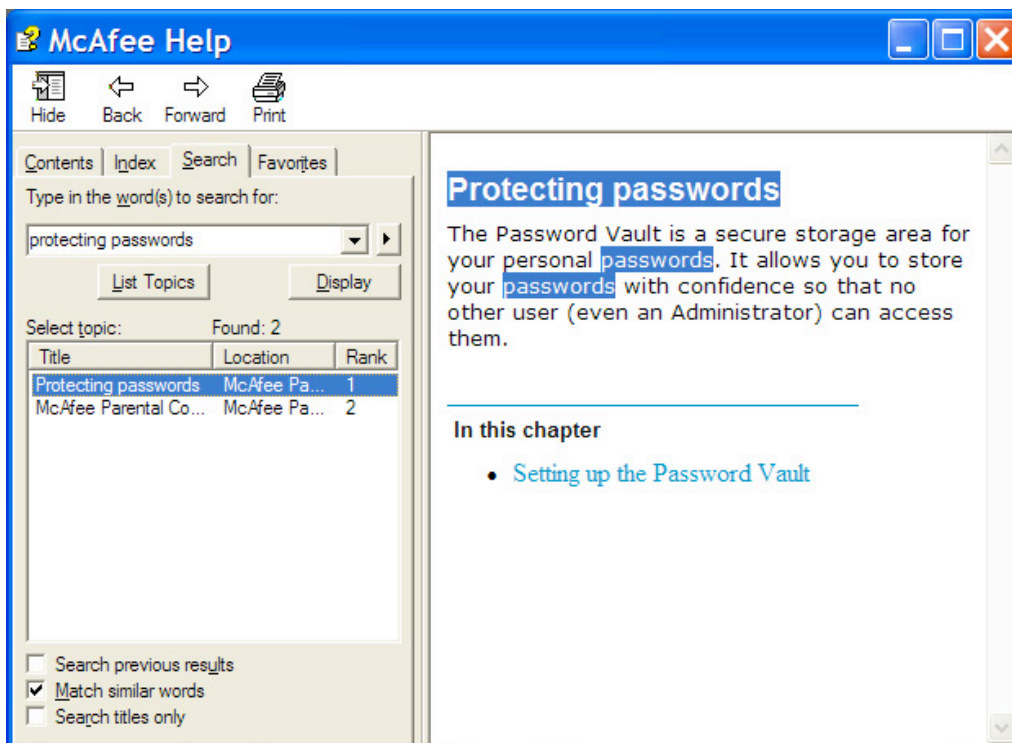 McAfee Help
Hide Back Forward Print
Contents Index Search Favorites
Type in the word(s) to search for:
protecting passwords
List Topics Display
Select topic: Found: 2
Title Location Rank
Protecting passwords McAfee Pa... 1
McAfee Parental Co... McAfee Pa... 2
Search previous results
Match similar words
Search titles only
Protecting passwords
The Password Vault is a secure storage area for
your personal passwords. It allows you to store
your passwords with confidence so that no
other user (even an Administrator) can access
them.
In this chapter
• Setting up the Password Vault